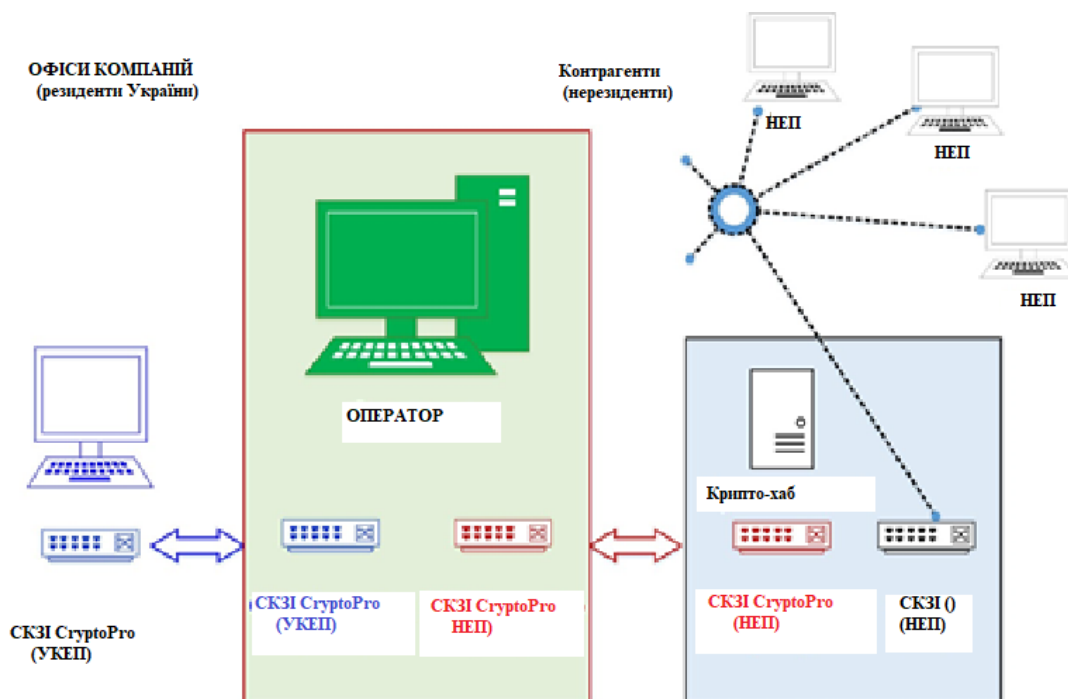 ОФІСИ КОМПАНІЙ
(резиденти України)
Контрагенти
(нерезиденти)
НЕП
НЕП
НЕП
ОПЕРАТОР
Крипто-хаб
СКЗІ CryptoPro
(УКЕП)
СКЗІ CryptoPro
(УКЕП)
СКЗІ CryptoPro
НЕП)
СКЗІ CryptoPro
(НЕП)
СКЗІ ()
(НЕП)